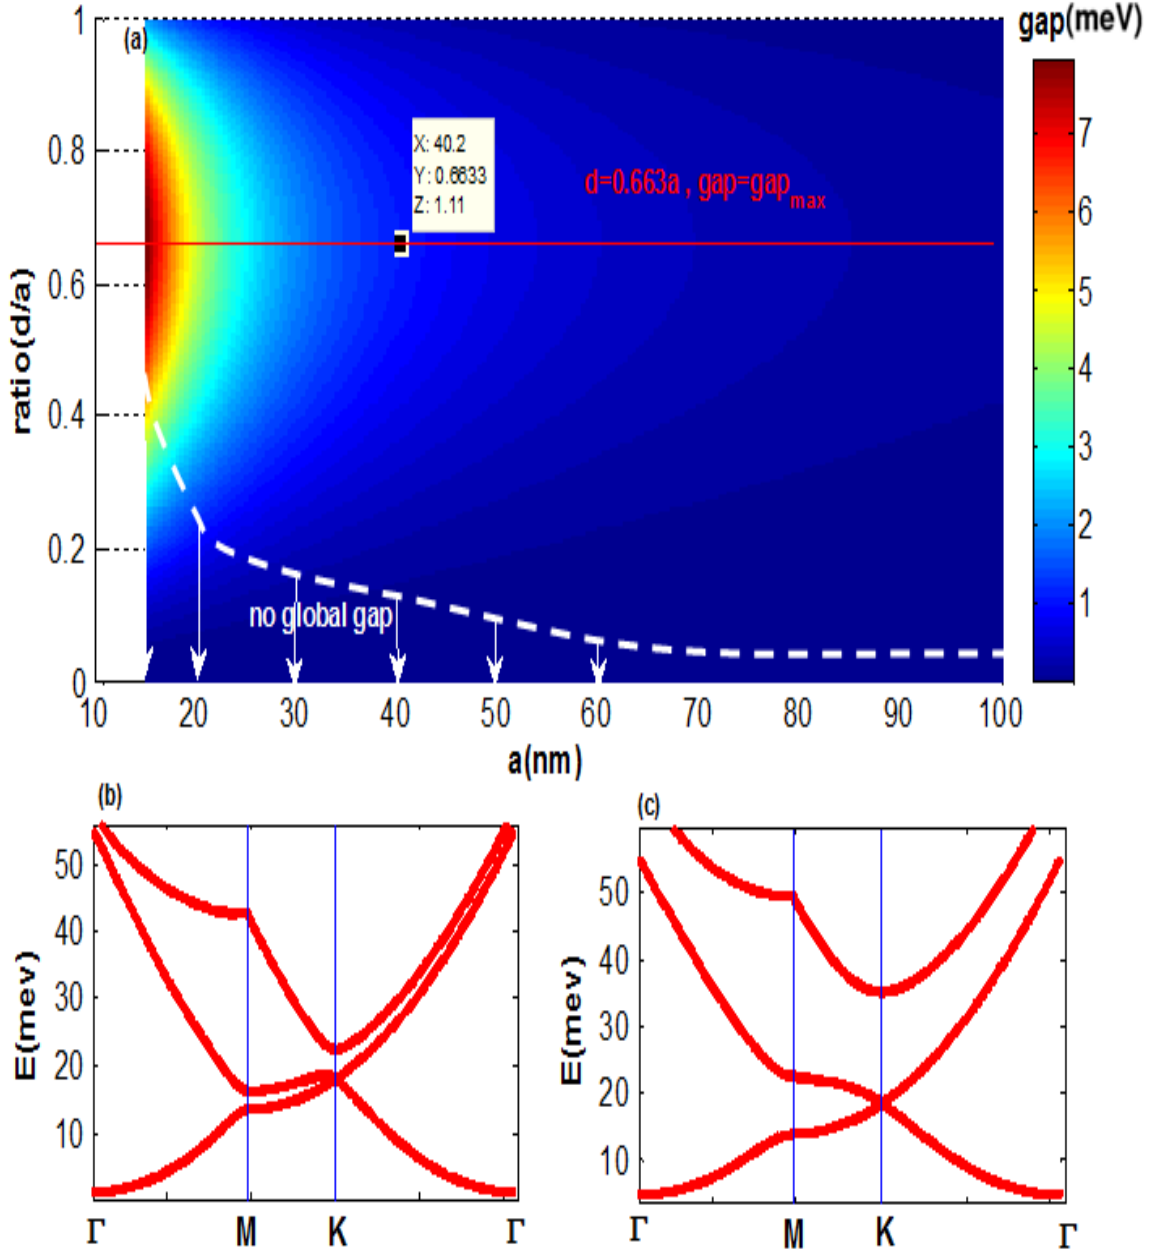 (a)
gap(meV)
1
0.8
0.6
0.4
0.2
0
ratio(d/a)
X: 40.2
Y: 0.6633
Z: 1.11
d=0.663a , gap=gap_max
no global gap
7
6
5
4
3
2
1
10 20 30 40 50 60 70 80 90 100
a(nm)
(b)
50
40
30
20
10
E(mev)
Γ M K Γ
(c)
50
40
30
20
10
E(mev)
Γ M K Γ